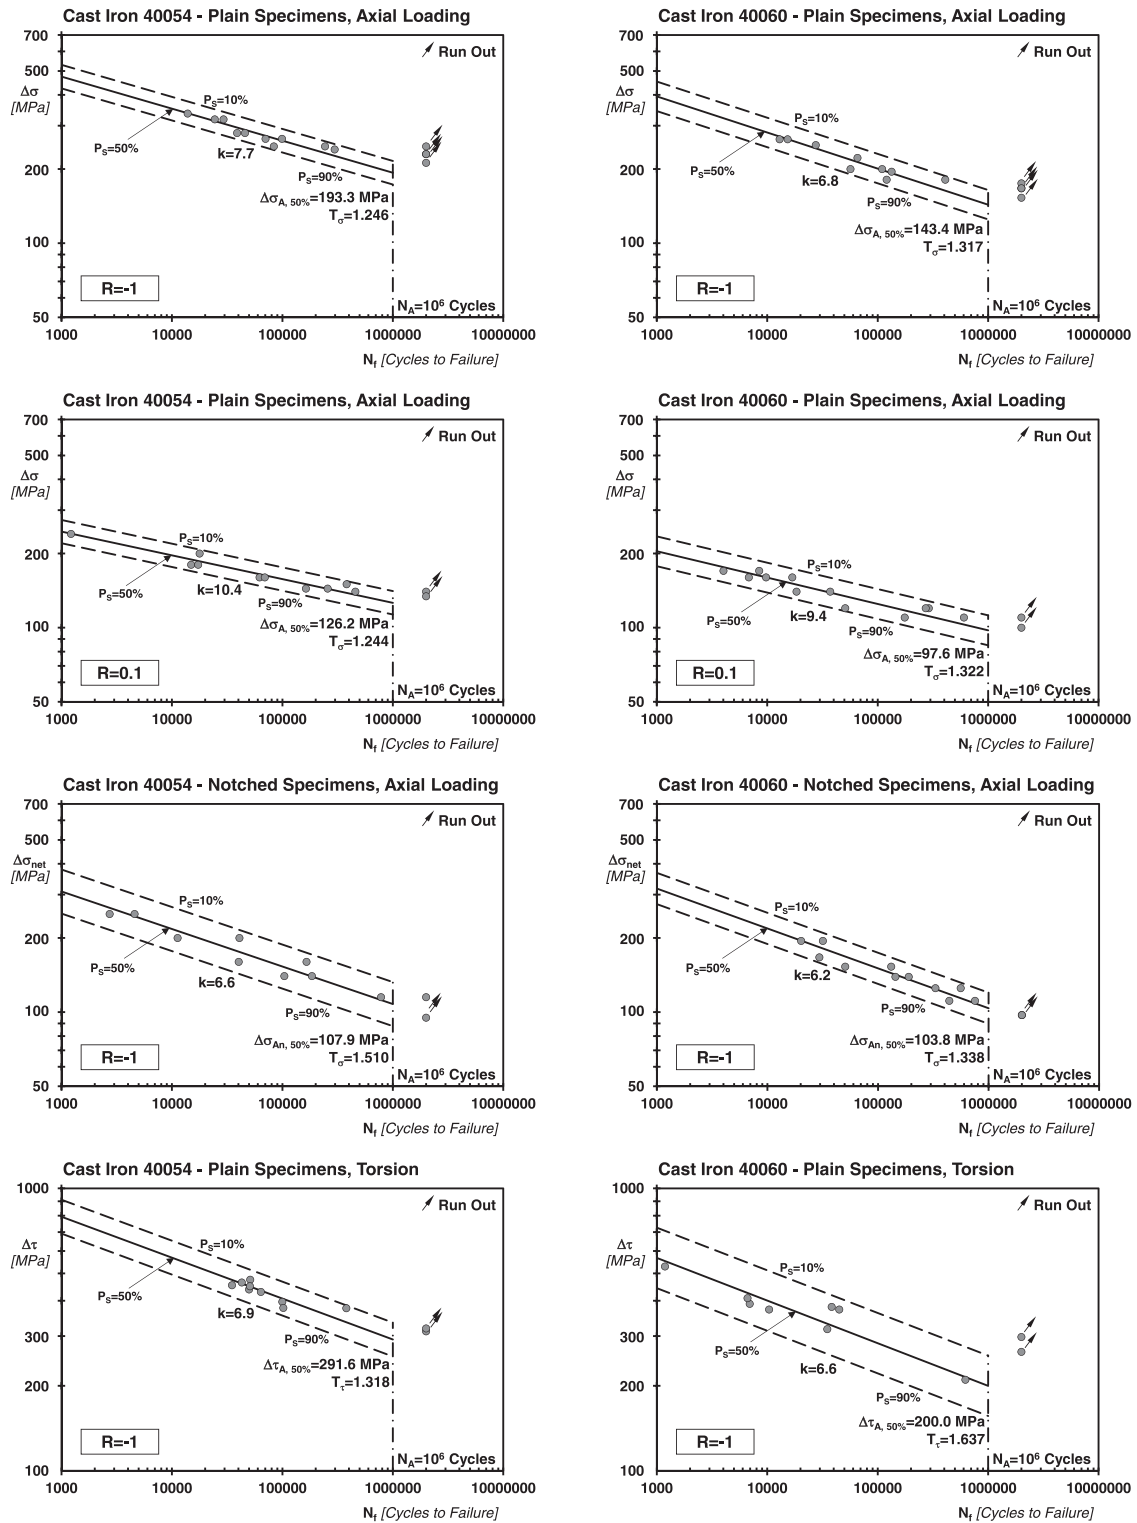 Cast Iron 40054 - Plain Specimens, Axial Loading
700
500
Δσ
[MPa]
200
100
50
Run Out
PS=10%
PS=50%
k=7.7
PS=90%
ΔσA, 50%=193.3 MPa
Tσ=1.246
R=-1
NA=10⁶ Cycles
1000 10000 100000 1000000 10000000
Nf [Cycles to Failure]
Cast Iron 40060 - Plain Specimens, Axial Loading
700
500
Δσ
[MPa]
200
100
50
Run Out
PS=10%
PS=50%
k=6.8
PS=90%
ΔσA, 50%=143.4 MPa
Tσ=1.317
R=-1
NA=10⁶ Cycles
1000 10000 100000 1000000 10000000
Nf [Cycles to Failure]
Cast Iron 40054 - Plain Specimens, Axial Loading
700
500
Δσ
[MPa]
200
100
50
Run Out
PS=10%
PS=50%
k=10.4
PS=90%
ΔσA, 50%=126.2 MPa
Tσ=1.244
R=0.1
NA=10⁶ Cycles
1000 10000 100000 1000000 10000000
Nf [Cycles to Failure]
Cast Iron 40060 - Plain Specimens, Axial Loading
700
500
Δσ
[MPa]
200
100
50
Run Out
PS=10%
PS=50%
k=9.4
PS=90%
ΔσA, 50%=97.6 MPa
Tσ=1.322
R=0.1
NA=10⁶ Cycles
1000 10000 100000 1000000 10000000
Nf [Cycles to Failure]
Cast Iron 40054 - Notched Specimens, Axial Loading
700
500
Δσnet
[MPa]
200
100
50
Run Out
PS=10%
PS=50%
k=6.6
PS=90%
ΔσAn, 50%=107.9 MPa
Tσ=1.510
R=-1
NA=10⁶ Cycles
1000 10000 100000 1000000 10000000
Nf [Cycles to Failure]
Cast Iron 40060 - Notched Specimens, Axial Loading
700
500
Δσnet
[MPa]
200
100
50
Run Out
PS=10%
PS=50%
k=6.2
PS=90%
ΔσAn, 50%=103.8 MPa
Tσ=1.338
R=-1
NA=10⁶ Cycles
1000 10000 100000 1000000 10000000
Nf [Cycles to Failure]
Cast Iron 40054 - Plain Specimens, Torsion
1000
Δτ
[MPa]
500
300
200
100
Run Out
PS=10%
PS=50%
k=6.9
PS=90%
ΔτA, 50%=291.6 MPa
Tτ=1.318
R=-1
NA=10⁶ Cycles
1000 10000 100000 1000000 10000000
Nf [Cycles to Failure]
Cast Iron 40060 - Plain Specimens, Torsion
1000
Δτ
[MPa]
500
300
200
100
Run Out
PS=10%
PS=50%
k=6.6
PS=90%
ΔτA, 50%=200.0 MPa
Tτ=1.637
R=-1
NA=10⁶ Cycles
1000 10000 100000 1000000 10000000
Nf [Cycles to Failure]